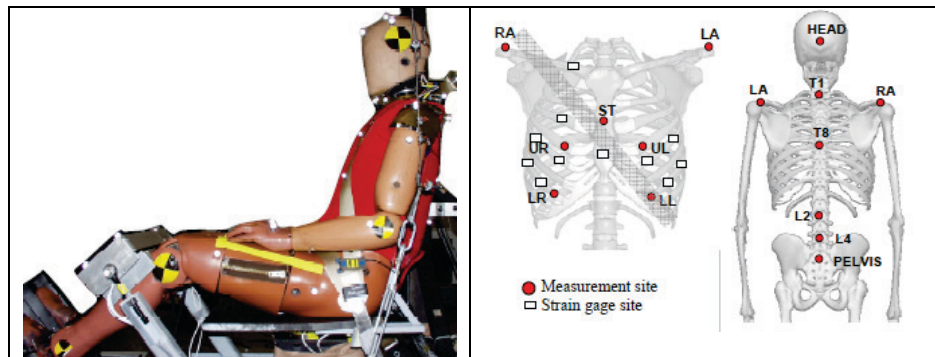 RA LA
ST
UR UL
LR LL
Measurement site
Strain gage site
HEAD
T1
LA RA
T8
L2
L4
PELVIS